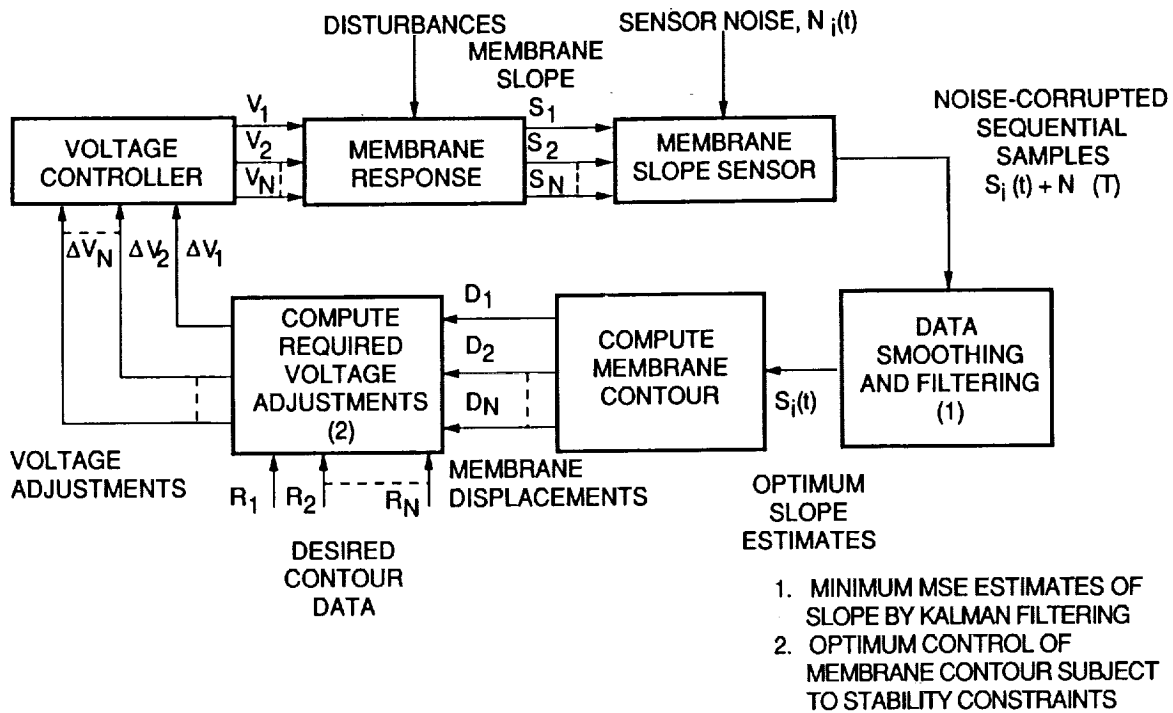 DISTURBANCES
SENSOR NOISE, N i(t)
MEMBRANE
SLOPE
NOISE-CORRUPTED
SEQUENTIAL
SAMPLES
Si (t) + N (T)
VOLTAGE
CONTROLLER
V1
V2
VN
MEMBRANE
RESPONSE
S1
S2
SN
MEMBRANE
SLOPE SENSOR
ΔVN ΔV2 ΔV1
COMPUTE
REQUIRED
VOLTAGE
ADJUSTMENTS
(2)
D1
D2
DN
COMPUTE
MEMBRANE
CONTOUR
Si(t)
DATA
SMOOTHING
AND FILTERING
(1)
VOLTAGE
ADJUSTMENTS
R1 R2 RN
MEMBRANE
DISPLACEMENTS
OPTIMUM
SLOPE
ESTIMATES
DESIRED
CONTOUR
DATA
1. MINIMUM MSE ESTIMATES OF
SLOPE BY KALMAN FILTERING
2. OPTIMUM CONTROL OF
MEMBRANE CONTOUR SUBJECT
TO STABILITY CONSTRAINTS